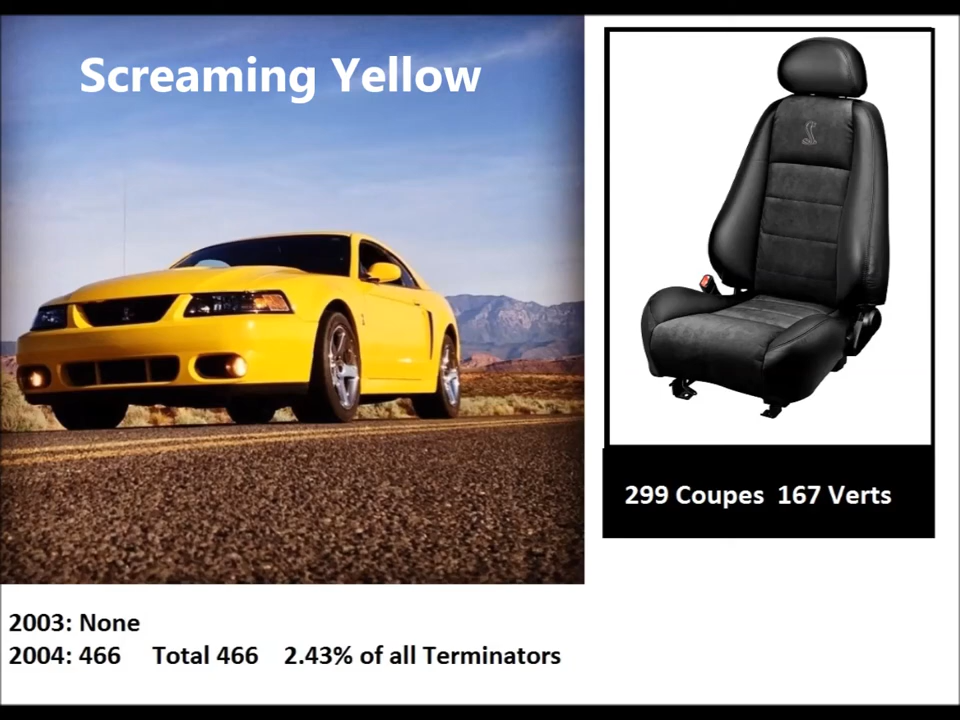 Screaming Yellow
299 Coupes  167 Verts
2003: None
2004: 466     Total 466    2.43% of all Terminators